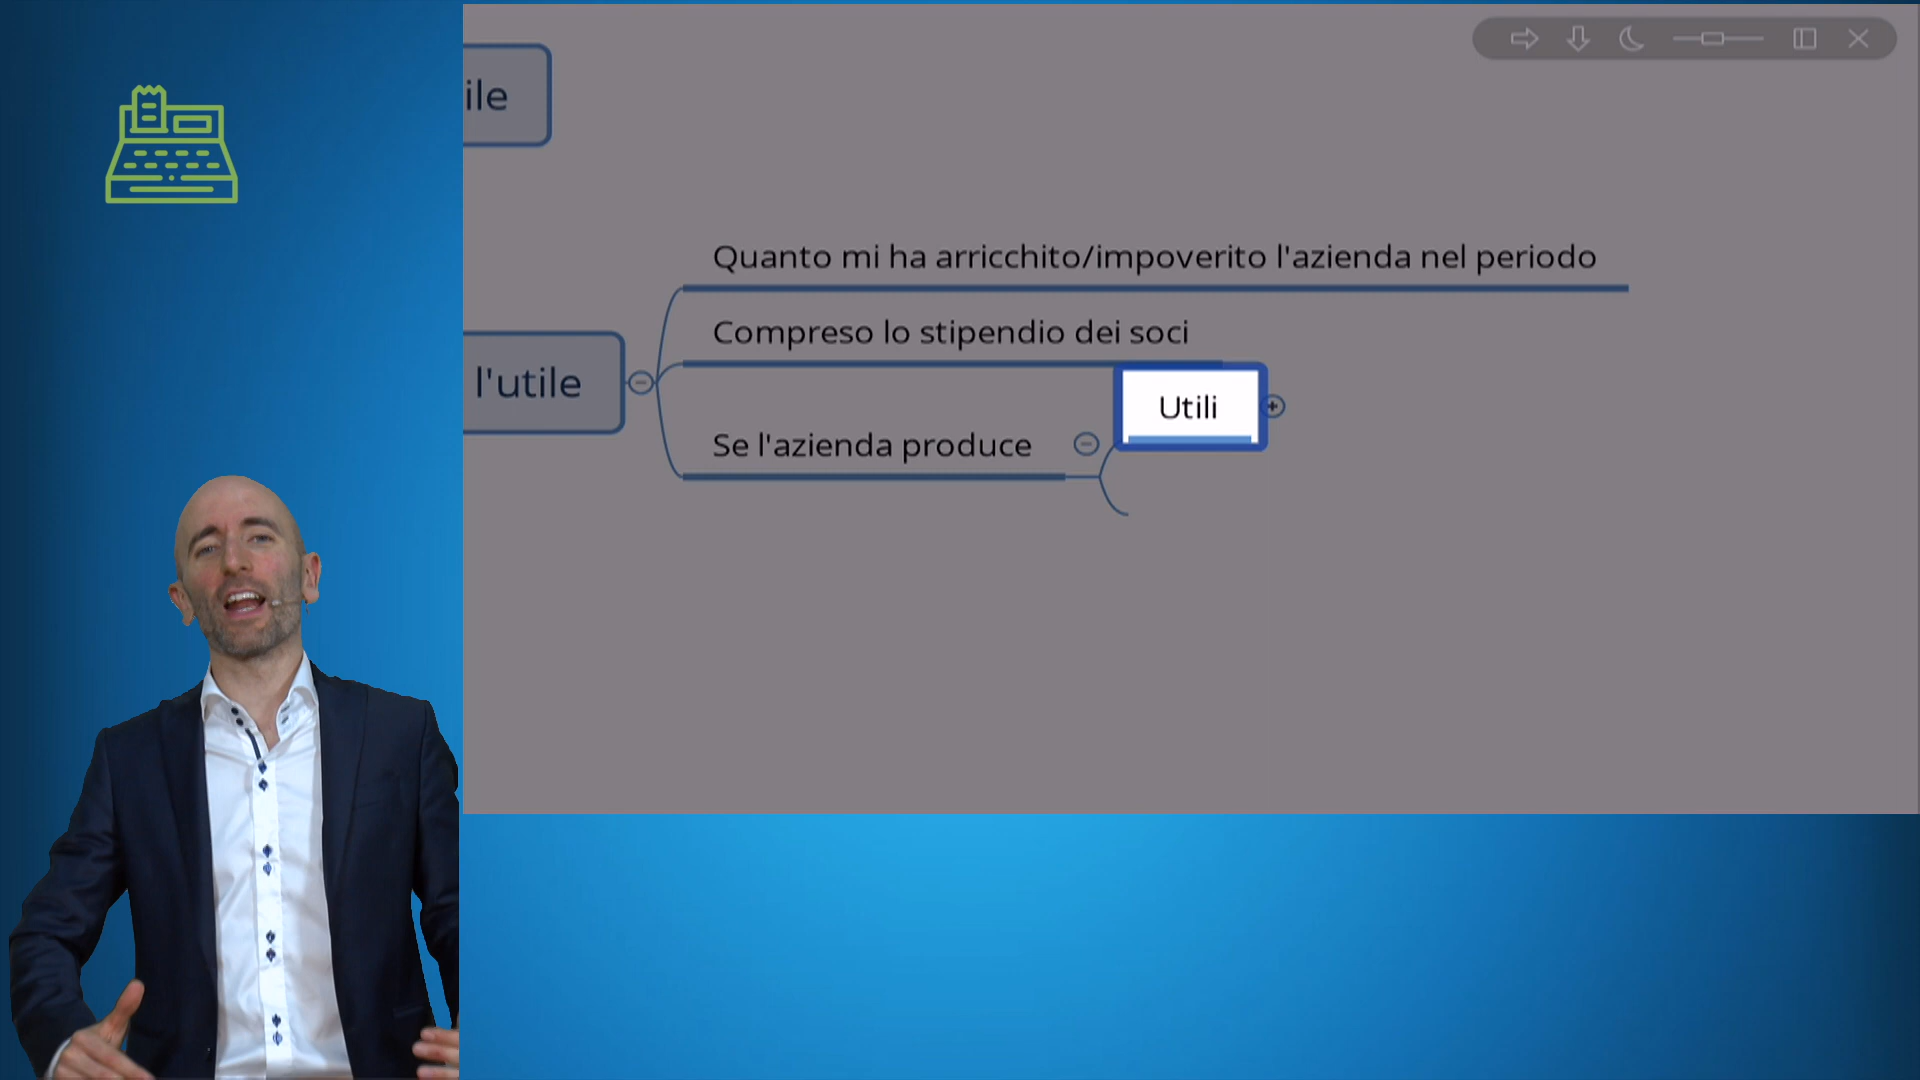 ile
Quanto mi ha arricchito/impoverito l'azienda nel periodo
Compreso lo stipendio dei soci
l'utile
Utili
Se l'azienda produce